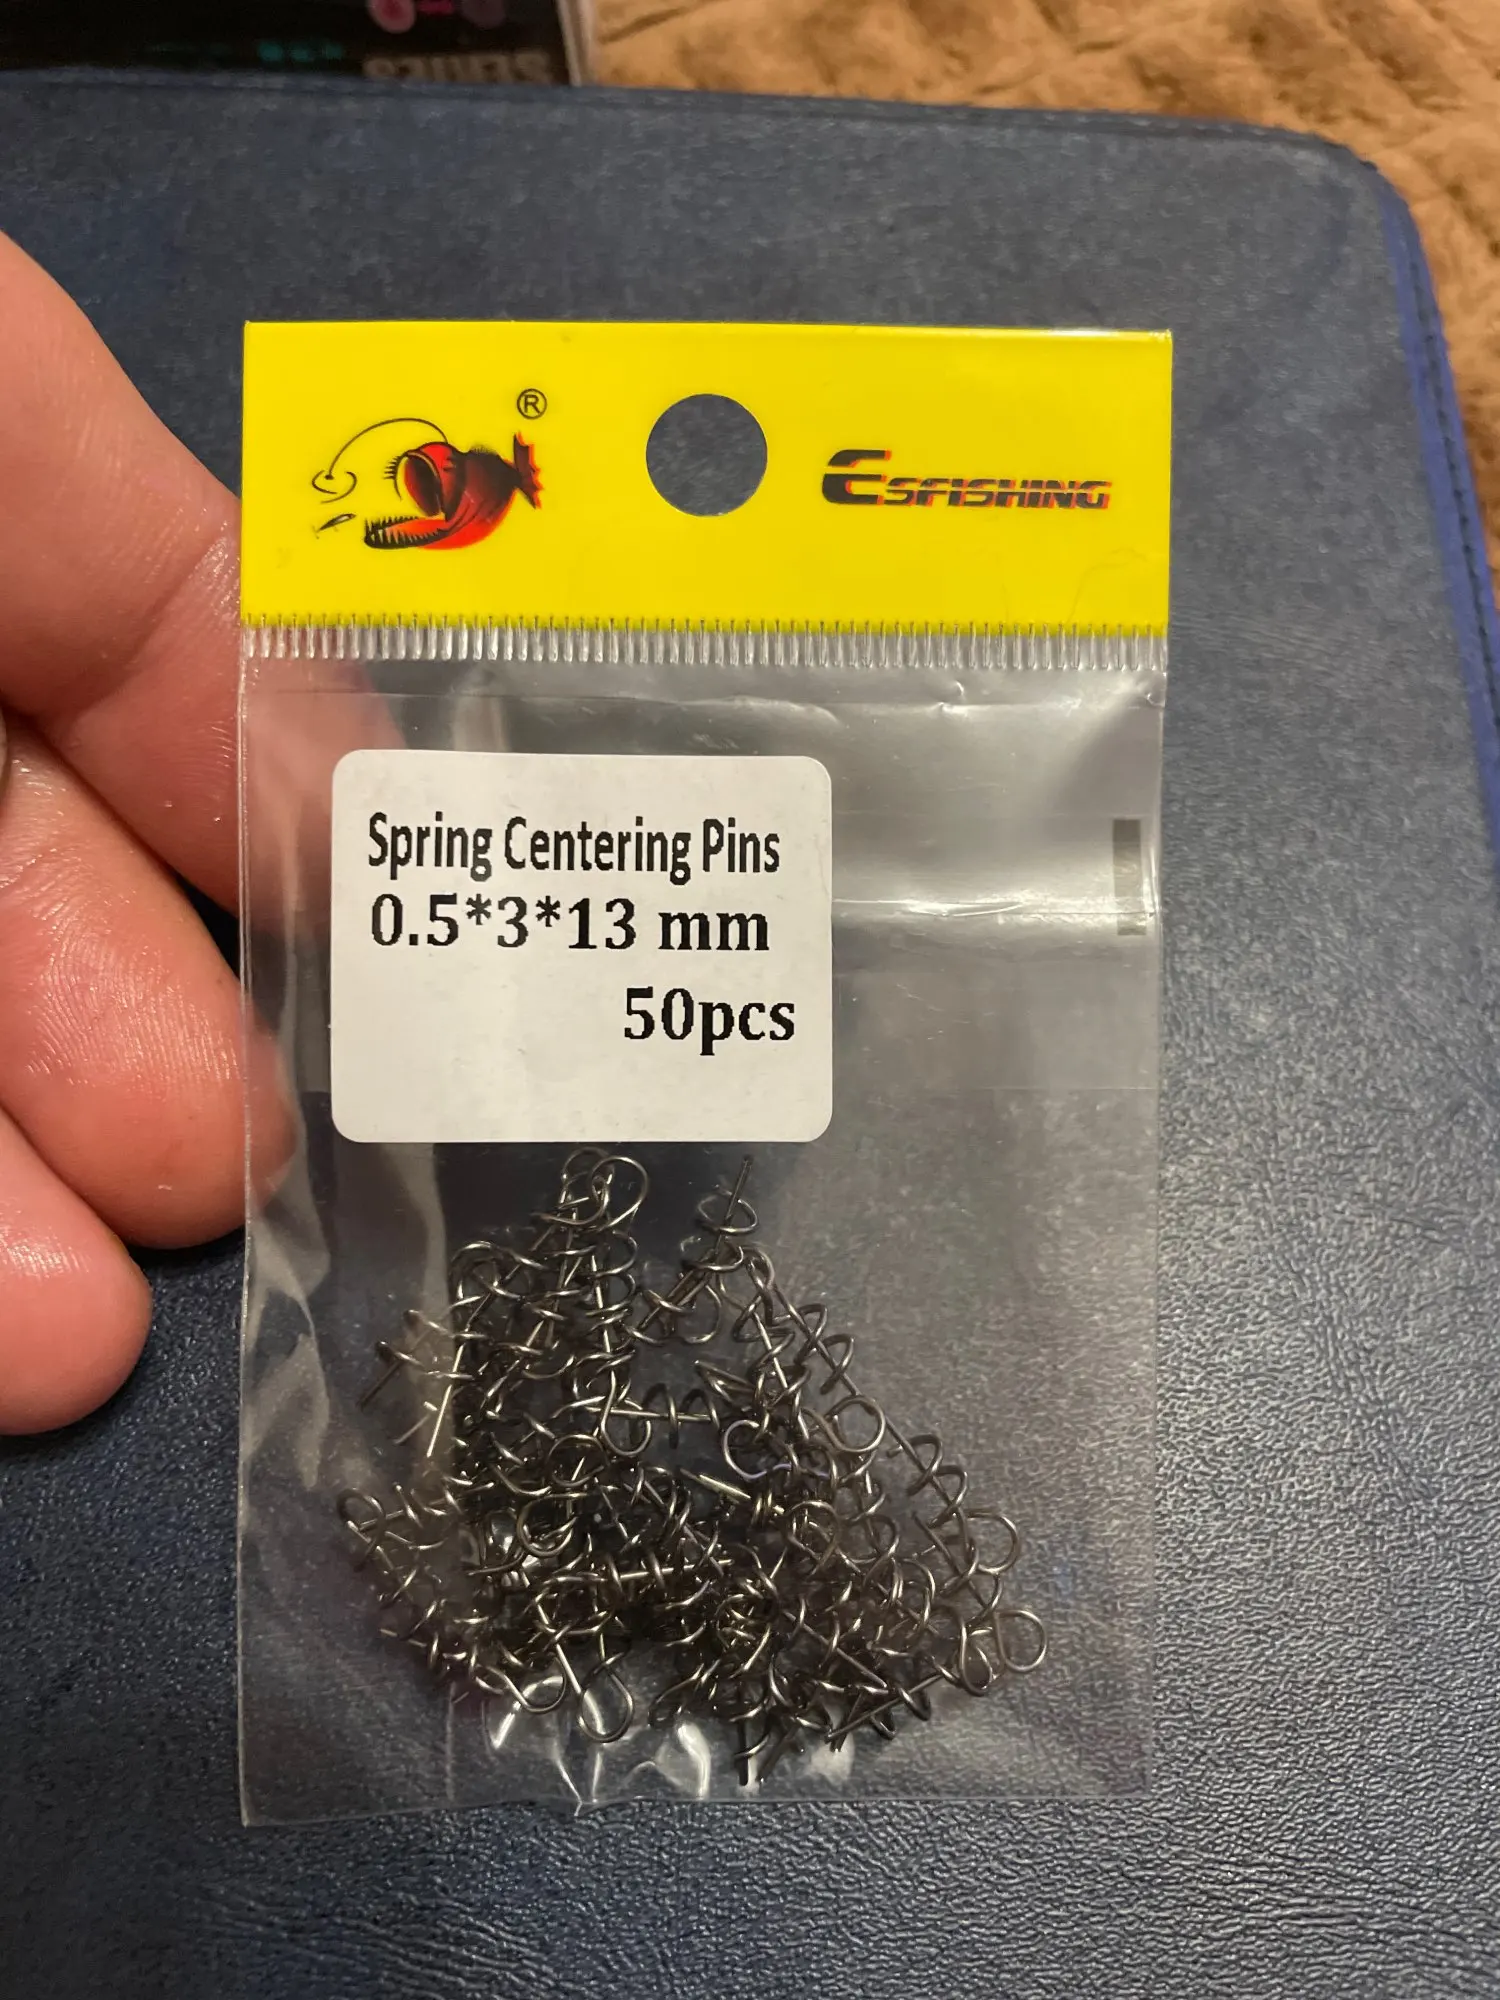 ®
ESFISHING
Spring Centering Pins
0.5*3*13 mm
50pcs